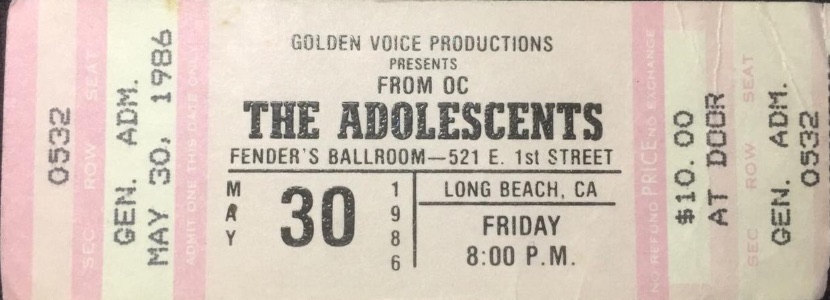 0532
SEC ROW SEAT
GEN. ADM.
MAY 30, 1986
ADMIT ONE THIS DATE ONLY
GOLDEN VOICE PRODUCTIONS
PRESENTS
FROM OC
THE ADOLESCENTS
FENDER'S BALLROOM—521 E. 1st STREET
MAY 30 1986
LONG BEACH, CA
FRIDAY
8:00 P.M.
NO REFUND PRICE NO EXCHANGE
$10.00
AT DOOR
SEC ROW SEAT
GEN. ADM.
0532